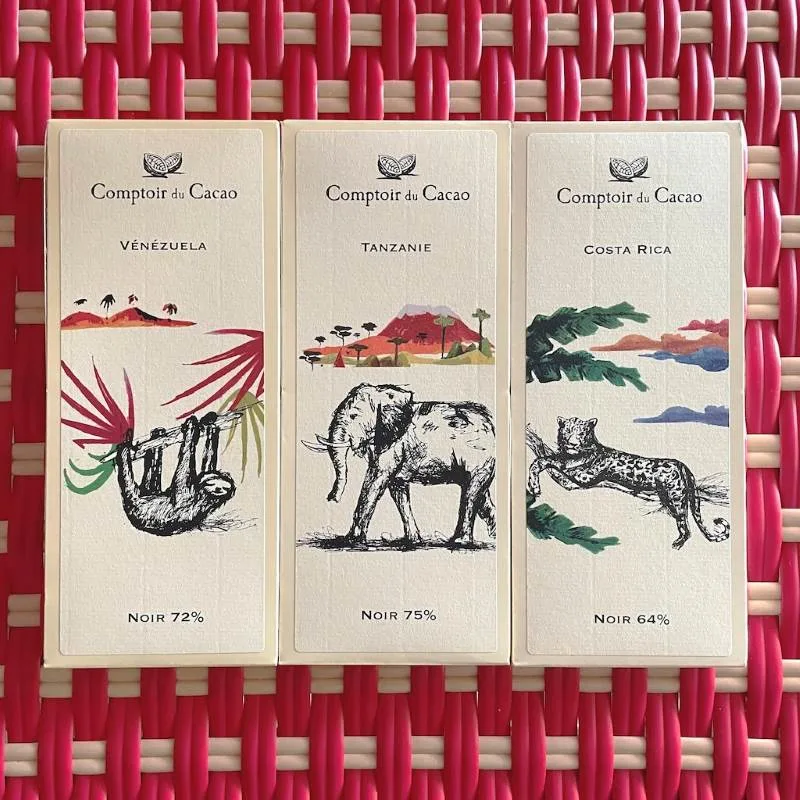 Comptoir du Cacao
VÉNÉZUELA
NOIR 72%
Comptoir du Cacao
TANZANIE
NOIR 75%
Comptoir du Cacao
COSTA RICA
NOIR 64%